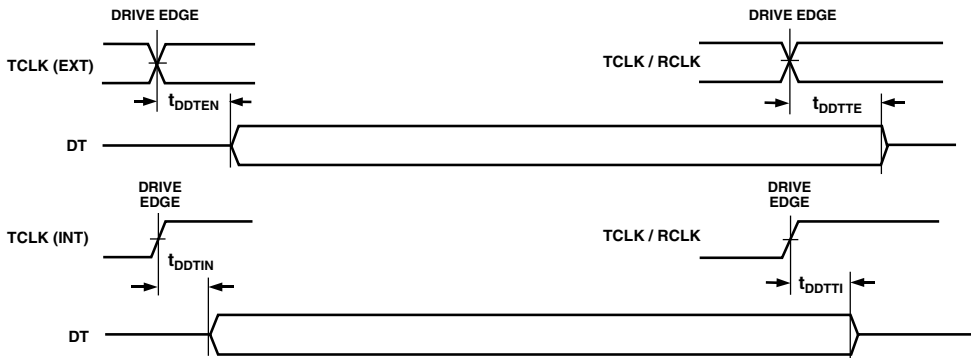 DRIVE EDGE
DRIVE EDGE
TCLK (EXT)
TCLK / RCLK
tDDTEN
tDDTTE
DT
DRIVE
EDGE
DRIVE
EDGE
TCLK (INT)
TCLK / RCLK
tDDTIN
tDDTTI
DT